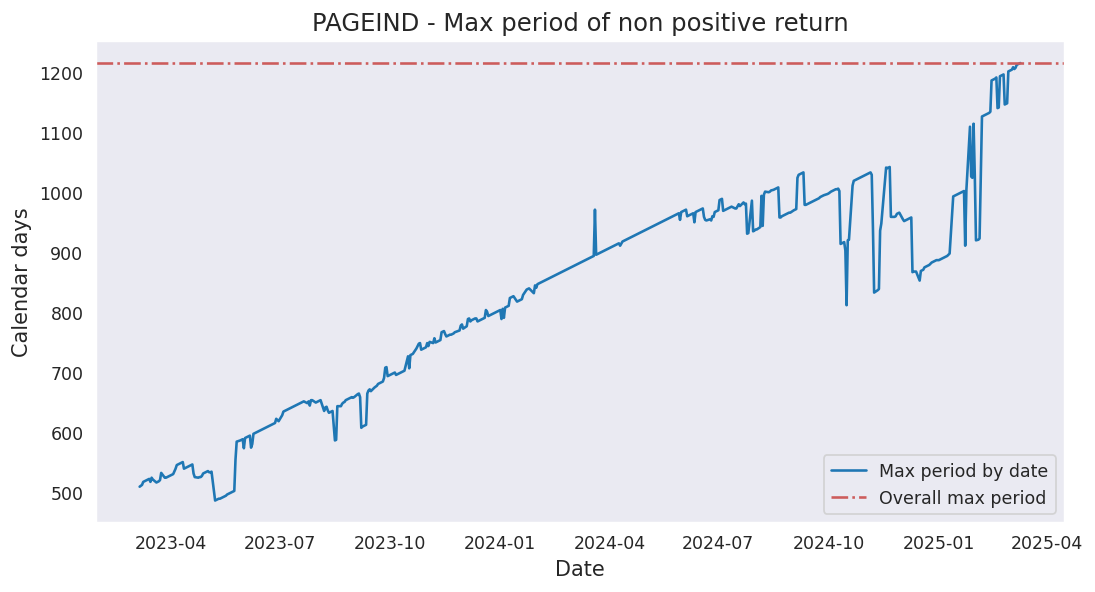 PAGEIND - Max period of non positive return
Calendar days
1200
1100
1000
900
800
700
600
500
2023-04 2023-07 2023-10 2024-01 2024-04 2024-07 2024-10 2025-01 2025-04
Date
Max period by date
Overall max period